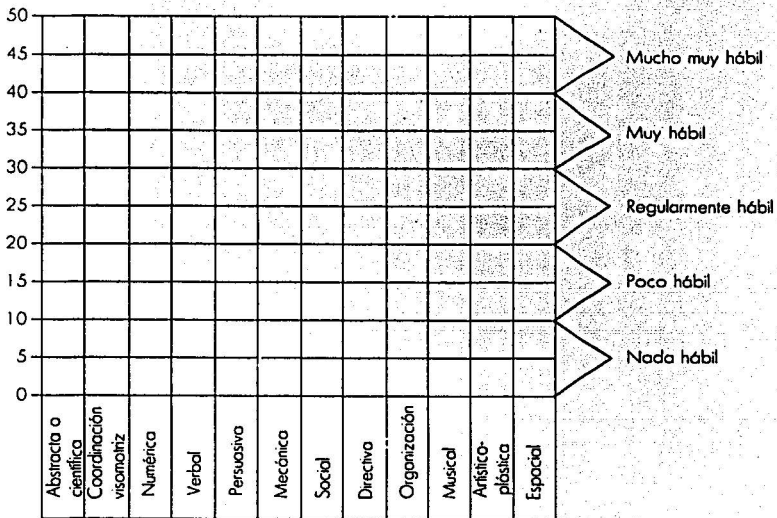 50
45
40
35
30
25
20
15
10
5
0
Mucho muy hábil
Muy hábil
Regularmente hábil
Poco hábil
Nada hábil
Abstracta o
científica
Coordinación
visomotriz
Numérica
Verbal
Persuasiva
Mecánica
Social
Directiva
Organización
Musical
Artístico-
plástica
Espacial